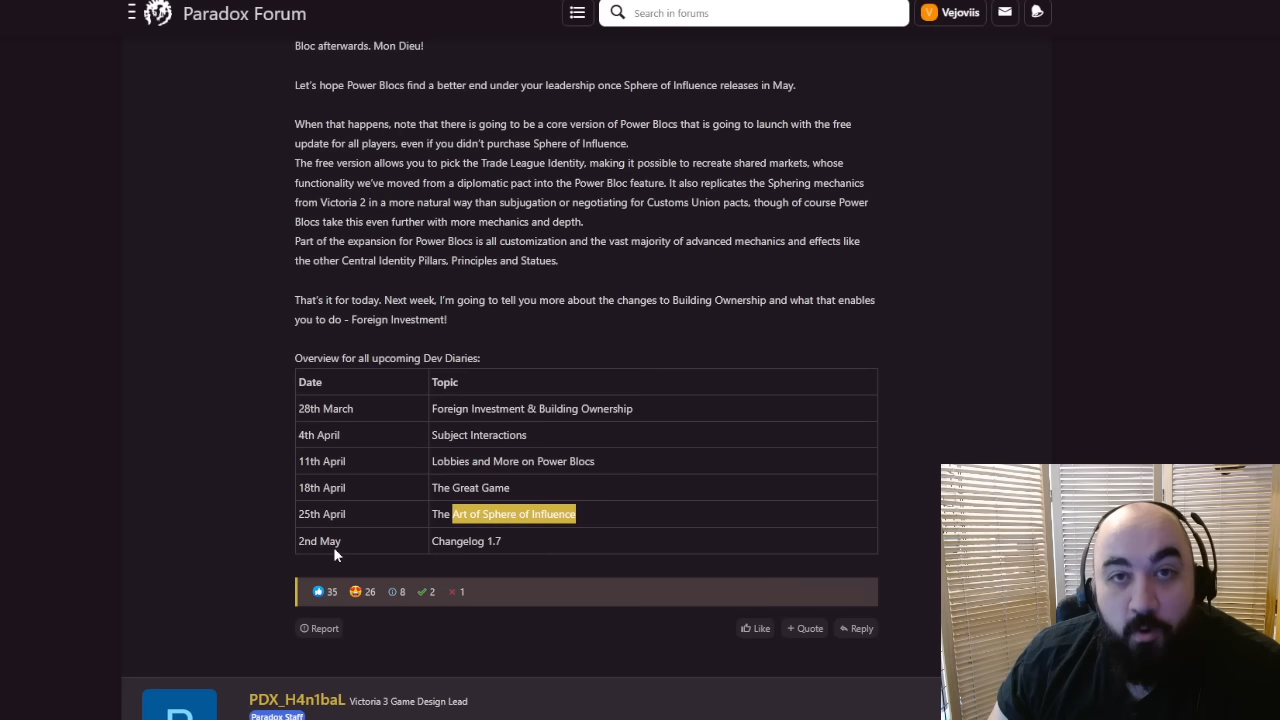 Paradox Forum
Search in forums
V Vejoviis
Bloc afterwards. Mon Dieu!
Let's hope Power Blocs find a better end under your leadership once Sphere of Influence releases in May.
When that happens, note that there is going to be a core version of Power Blocs that is going to launch with the free
update for all players, even if you didn't purchase Sphere of Influence.
The free version allows you to pick the Trade League Identity, making it possible to recreate shared markets, whose
functionality we've moved from a diplomatic pact into the Power Bloc feature. It also replicates the Sphering mechanics
from Victoria 2 in a more natural way than subjugation or negotiating for Customs Union pacts, though of course Power
Blocs take this even further with more mechanics and depth.
Part of the expansion for Power Blocs is all customization and the vast majority of advanced mechanics and effects like
the other Central Identity Pillars, Principles and Statues.
That's it for today. Next week, I'm going to tell you more about the changes to Building Ownership and what that enables
you to do - Foreign Investment!
Overview for all upcoming Dev Diaries:
Date Topic
28th March Foreign Investment & Building Ownership
4th April Subject Interactions
11th April Lobbies and More on Power Blocs
18th April The Great Game
25th April The Art of Sphere of Influence
2nd May Changelog 1.7
35 26 8 2 1
Report Like + Quote Reply
PDX_H4n1baL Victoria 3 Game Design Lead
Paradox Staff